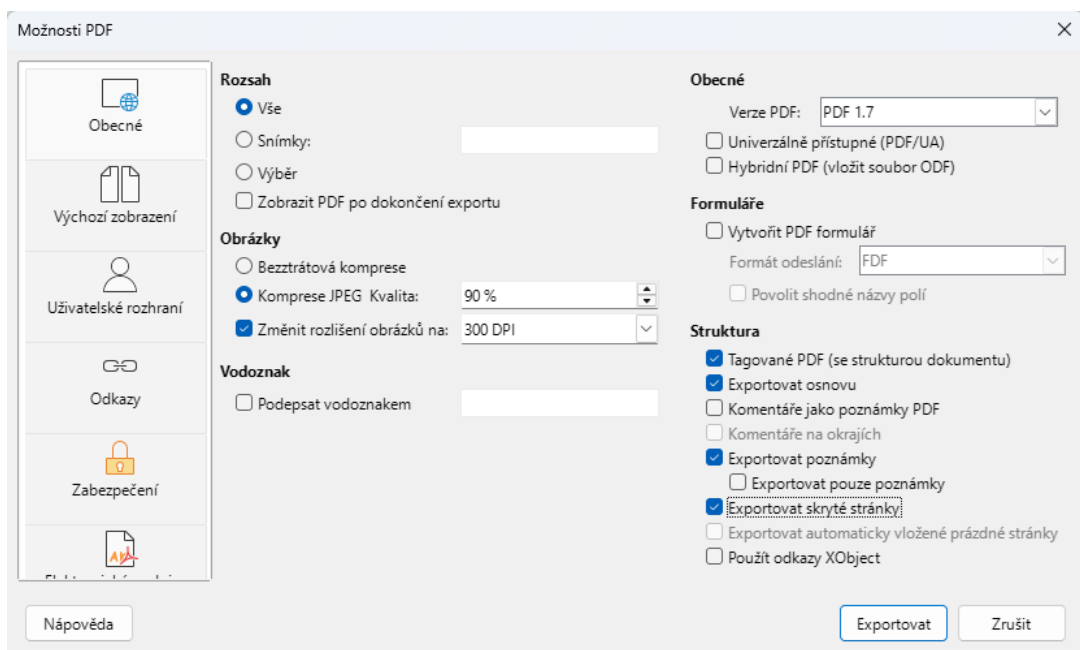 Možnosti PDF
Obecné
Výchozí zobrazení
Uživatelské rozhraní
Odkazy
Zabezpečení
Rozsah
Vše
Snímky:
Výběr
Zobrazit PDF po dokončení exportu
Obrázky
Bezztrátová komprese
Komprese JPEG Kvalita: 90 %
Změnit rozlišení obrázků na: 300 DPI
Vodoznak
Podepsat vodoznakem
Obecné
Verze PDF: PDF 1.7
Univerzálně přístupné (PDF/UA)
Hybridní PDF (vložit soubor ODF)
Formuláře
Vytvořit PDF formulář
Formát odeslání: FDF
Povolit shodné názvy polí
Struktura
Tagované PDF (se strukturou dokumentu)
Exportovat osnovu
Komentáře jako poznámky PDF
Komentáře na okrajích
Exportovat poznámky
Exportovat pouze poznámky
Exportovat skryté stránky
Exportovat automaticky vložené prázdné stránky
Použít odkazy XObject
Nápověda
Exportovat
Zrušit